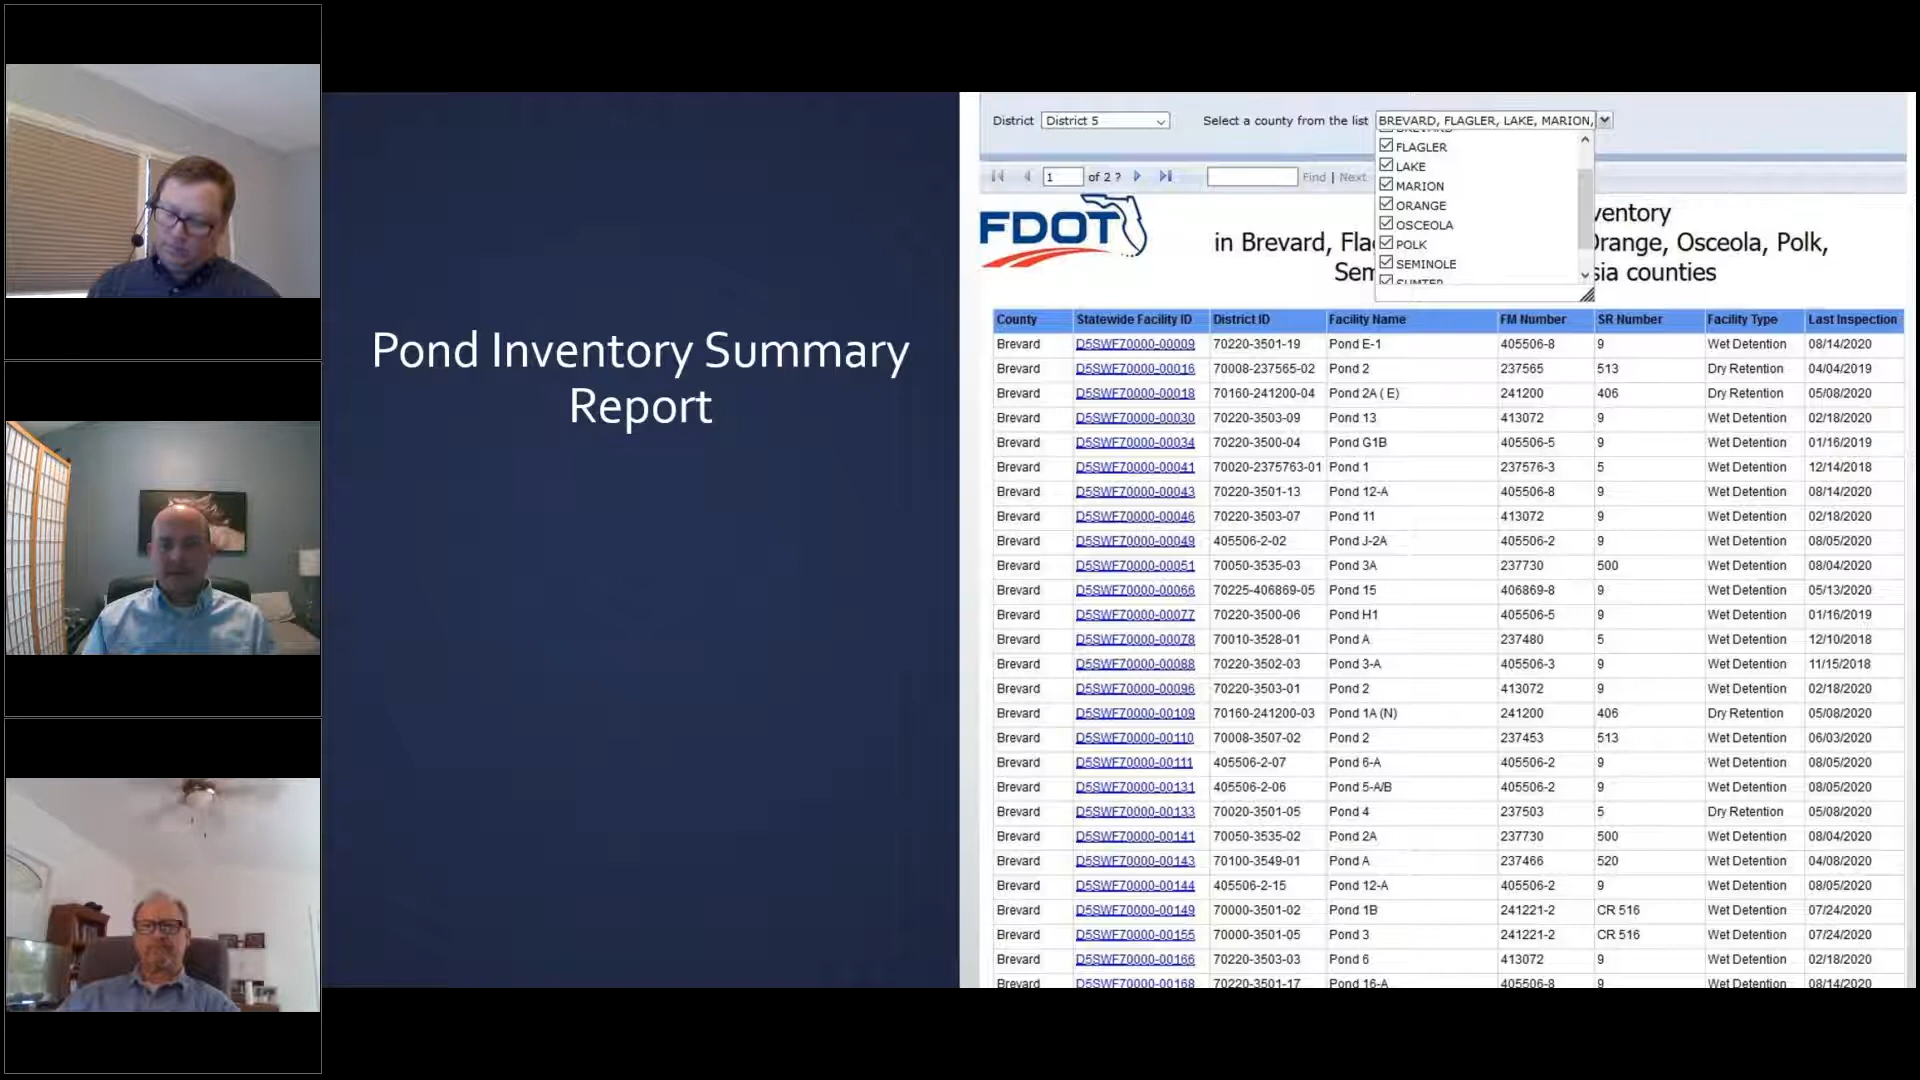 Pond Inventory Summary
Report
District District 5 Select a county from the list BREVARD, FLAGLER, LAKE, MARION,
BREVARD
FLAGLER
LAKE
MARION
ORANGE
OSCEOLA
POLK
SEMINOLE
SUMTER
1 of 2 ? Find | Next
FDOT
ventory
in Brevard, Fla Orange, Osceola, Polk,
Sem sia counties
County Statewide Facility ID District ID Facility Name FM Number SR Number Facility Type Last Inspection
Brevard D5SWF70000-00009 70220-3501-19 Pond E-1 405506-8 9 Wet Detention 08/14/2020
Brevard D5SWF70000-00016 70008-237565-02 Pond 2 237565 513 Dry Retention 04/04/2019
Brevard D5SWF70000-00018 70160-241200-04 Pond 2A ( E) 241200 406 Dry Retention 05/08/2020
Brevard D5SWF70000-00030 70220-3503-09 Pond 13 413072 9 Wet Detention 02/18/2020
Brevard D5SWF70000-00034 70220-3500-04 Pond G1B 405506-5 9 Wet Detention 01/16/2019
Brevard D5SWF70000-00041 70020-2375763-01 Pond 1 237576-3 5 Wet Detention 12/14/2018
Brevard D5SWF70000-00043 70220-3501-13 Pond 12-A 405506-8 9 Wet Detention 08/14/2020
Brevard D5SWF70000-00046 70220-3503-07 Pond 11 413072 9 Wet Detention 02/18/2020
Brevard D5SWF70000-00049 405506-2-02 Pond J-2A 405506-2 9 Wet Detention 08/05/2020
Brevard D5SWF70000-00051 70050-3535-03 Pond 3A 237730 500 Wet Detention 08/04/2020
Brevard D5SWF70000-00066 70225-406869-05 Pond 15 406869-8 9 Wet Detention 05/13/2020
Brevard D5SWF70000-00077 70220-3500-06 Pond H1 405506-5 9 Wet Detention 01/16/2019
Brevard D5SWF70000-00078 70010-3528-01 Pond A 237480 5 Wet Detention 12/10/2018
Brevard D5SWF70000-00088 70220-3502-03 Pond 3-A 405506-3 9 Wet Detention 11/15/2018
Brevard D5SWF70000-00096 70220-3503-01 Pond 2 413072 9 Wet Detention 02/18/2020
Brevard D5SWF70000-00109 70160-241200-03 Pond 1A (N) 241200 406 Dry Retention 05/08/2020
Brevard D5SWF70000-00110 70008-3507-02 Pond 2 237453 513 Wet Detention 06/03/2020
Brevard D5SWF70000-00111 405506-2-07 Pond 6-A 405506-2 9 Wet Detention 08/05/2020
Brevard D5SWF70000-00131 405506-2-06 Pond 5-A/B 405506-2 9 Wet Detention 08/05/2020
Brevard D5SWF70000-00133 70020-3501-05 Pond 4 237503 5 Dry Retention 05/08/2020
Brevard D5SWF70000-00141 70050-3535-02 Pond 2A 237730 500 Wet Detention 08/04/2020
Brevard D5SWF70000-00143 70100-3549-01 Pond A 237466 520 Wet Detention 04/08/2020
Brevard D5SWF70000-00144 405506-2-15 Pond 12-A 405506-2 9 Wet Detention 08/05/2020
Brevard D5SWF70000-00149 70000-3501-02 Pond 1B 241221-2 CR 516 Wet Detention 07/24/2020
Brevard D5SWF70000-00155 70000-3501-05 Pond 3 241221-2 CR 516 Wet Detention 07/24/2020
Brevard D5SWF70000-00166 70220-3503-03 Pond 6 413072 9 Wet Detention 02/18/2020
Brevard D5SWF70000-00168 70220-3501-17 Pond 16-A 405506-8 9 Wet Detention 08/14/2020